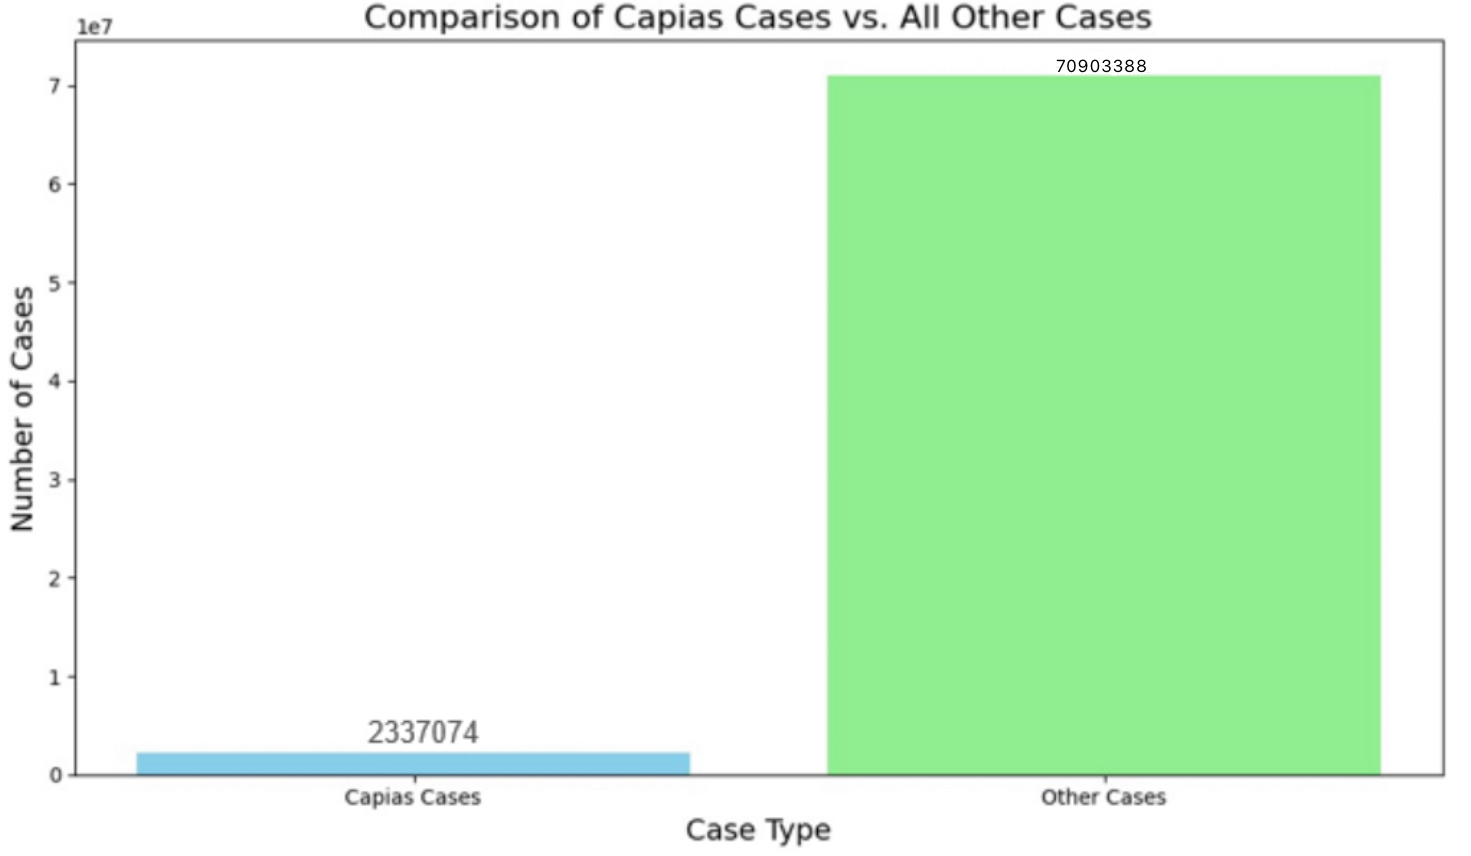 Comparison of Capias Cases vs. All Other Cases
1e7
70903388
7
6
5
4
3
2
1
0
Number of Cases
2337074
Capias Cases
Other Cases
Case Type